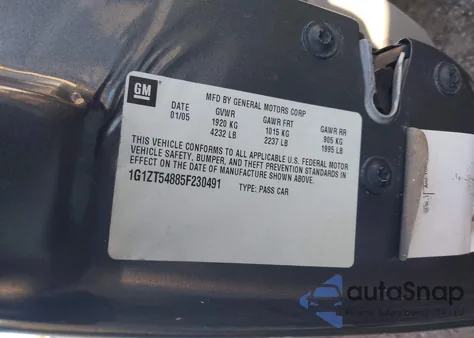 GM
MFD BY GENERAL MOTORS CORP
DATE GVWR GAWR FRT GAWR RR
01/05 1920 KG 1015 KG 905 KG
4232 LB 2237 LB 1995 LB
THIS VEHICLE CONFORMS TO ALL APPLICABLE U.S. FEDERAL MOTOR
VEHICLE SAFETY, BUMPER, AND THEFT PREVENTION STANDARDS IN
EFFECT ON THE DATE OF MANUFACTURE SHOWN ABOVE.
1G1ZT54885F230491 TYPE: PASS CAR
autoSnap